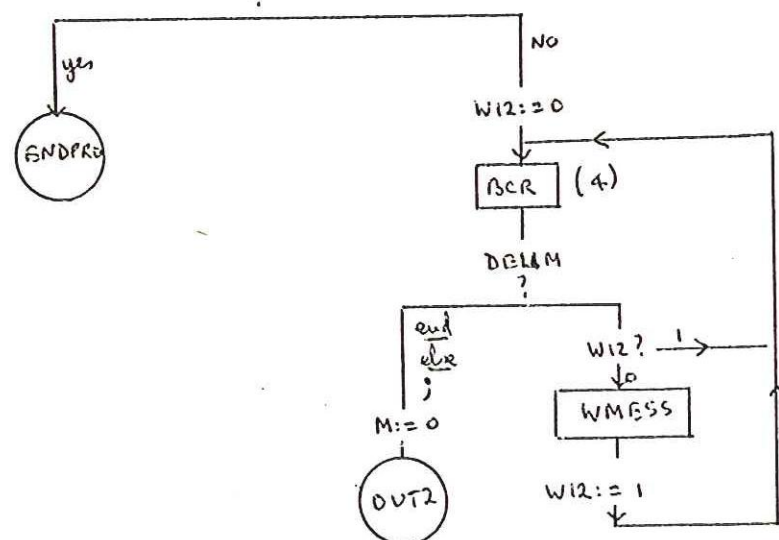 NO
yes
W12:=0
ENDPRO
BCR (4)
DELIM
?
end
else
;
W12? 1
0
WMESS
M:=0
W12:=1
OUT2